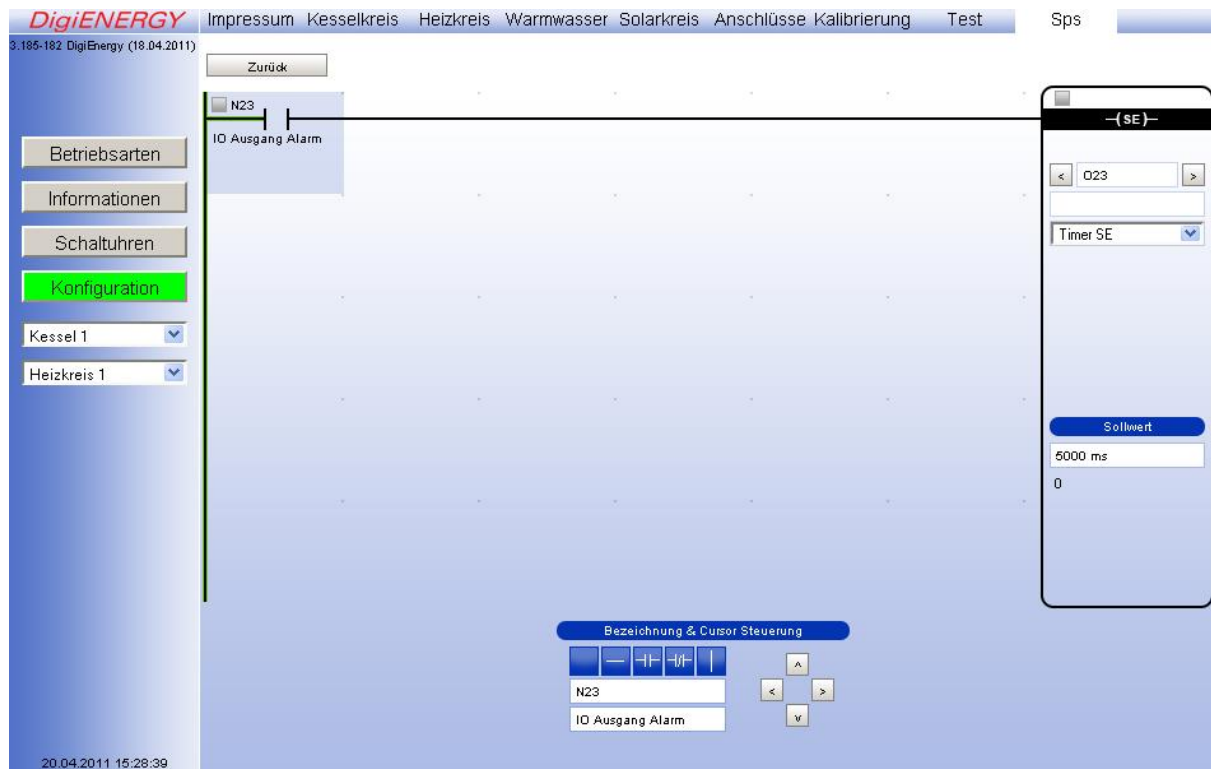 DigiENERGY
Impressum Kesselkreis Heizkreis Warmwasser Solarkreis Anschlüsse Kalibrierung Test Sps
3.185-182 DigiEnergy (18.04.2011)
Zurück
N23
IO Ausgang Alarm
Betriebsarten
Informationen
Schaltuhren
Konfiguration
Kessel 1
Heizkreis 1
(SE)
< O23 >
Timer SE
Sollwert
5000 ms
0
Bezeichnung & Cursor Steuerung
N23
IO Ausgang Alarm
20.04.2011 15:28:39